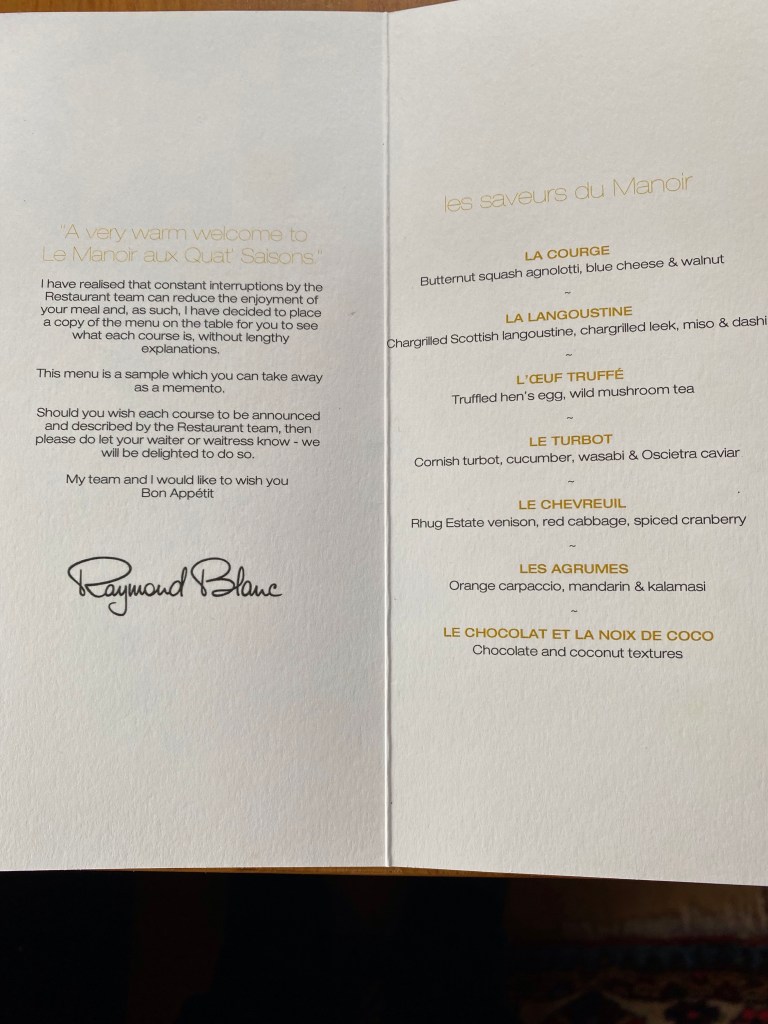 "A very warm welcome to
Le Manoir aux Quat' Saisons."
I have realised that constant interruptions by the
Restaurant team can reduce the enjoyment of
your meal and, as such, I have decided to place
a copy of the menu on the table for you to see
what each course is, without lengthy
explanations.
This menu is a sample which you can take away
as a memento.
Should you wish each course to be announced
and described by the Restaurant team, then
please do let your waiter or waitress know - we
will be delighted to do so.
My team and I would like to wish you
Bon Appétit
Raymond Blanc
les saveurs du Manoir
LA COURGE
Butternut squash agnolotti, blue cheese & walnut
~
LA LANGOUSTINE
Chargrilled Scottish langoustine, chargrilled leek, miso & dashi
~
L'ŒUF TRUFFÉ
Truffled hen's egg, wild mushroom tea
~
LE TURBOT
Cornish turbot, cucumber, wasabi & Oscietra caviar
~
LE CHEVREUIL
Rhug Estate venison, red cabbage, spiced cranberry
~
LES AGRUMES
Orange carpaccio, mandarin & kalamasi
~
LE CHOCOLAT ET LA NOIX DE COCO
Chocolate and coconut textures